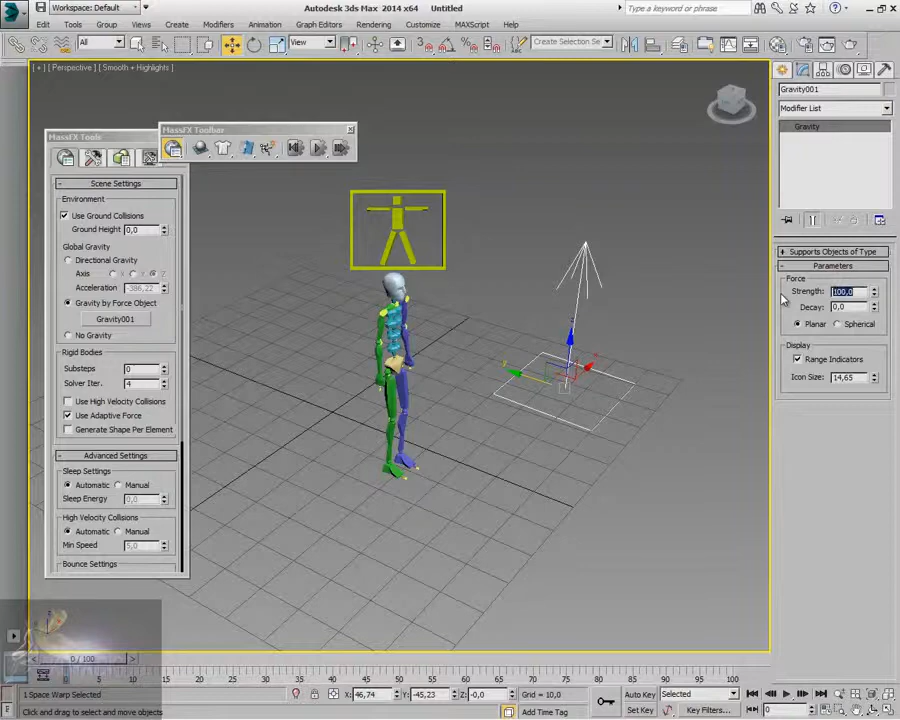 Workspace: Default
Autodesk 3ds Max 2014 x64 Untitled
Type a keyword or phrase
Edit Tools Group Views Create Modifiers Animation Graph Editors Rendering Customize MAXScript Help
All View Create Selection Se
[ + ] [ Perspective ] [ Smooth + Highlights ]
MassFX Toolbar
MassFX Tools
Scene Settings
Environment
Use Ground Collisions
Ground Height 0,0
Global Gravity
Directional Gravity
Axis X Y Z
Acceleration -386,22
Gravity by Force Object
Gravity001
No Gravity
Rigid Bodies
Substeps 0
Solver Iter. 4
Use High Velocity Collisions
Use Adaptive Force
Generate Shape Per Element
Advanced Settings
Sleep Settings
Automatic Manual
Sleep Energy 0,0
High Velocity Collisions
Automatic Manual
Min Speed 5,0
Bounce Settings
Gravity001
Modifier List
Gravity
Supports Objects of Type
Parameters
Force
Strength: 100,0
Decay: 0,0
Planar Spherical
Display
Range Indicators
Icon Size: 14,65
0 / 100
5 10 15 20 25 30 35 40 45 50 55 60 65 70 75 80 85 90 95 100
1 Space Warp Selected
X: 46,74 Y: -45,23 Z: -0,0 Grid = 10,0
Auto Key Selected
Click and drag to select and move objects
Add Time Tag
Set Key Key Filters... 0